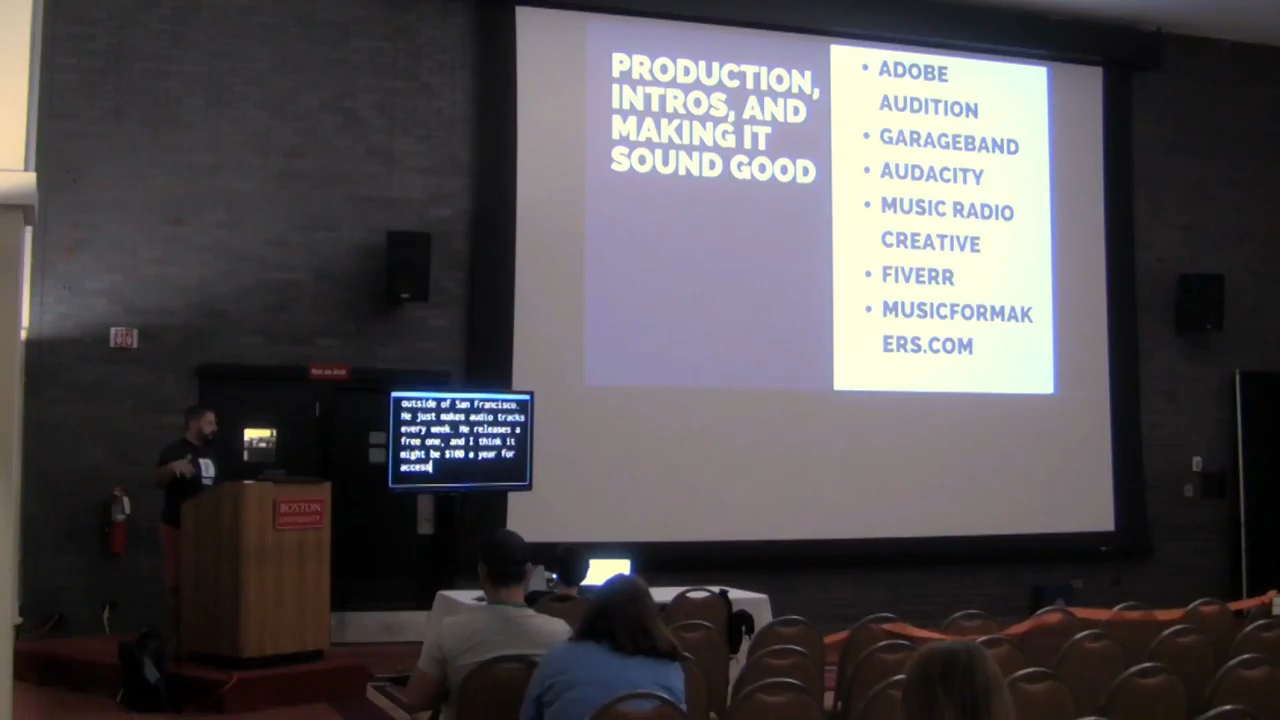 PRODUCTION,
INTROS, AND
MAKING IT
SOUND GOOD
• ADOBE
AUDITION
• GARAGEBAND
• AUDACITY
• MUSIC RADIO
CREATIVE
• FIVERR
• MUSICFORMAK
ERS.COM
outside of San Francisco.
He just makes audio tracks
every week. He releases a
free one, and I think it
might be $100 a year for
access
BOSTON
UNIVERSITY